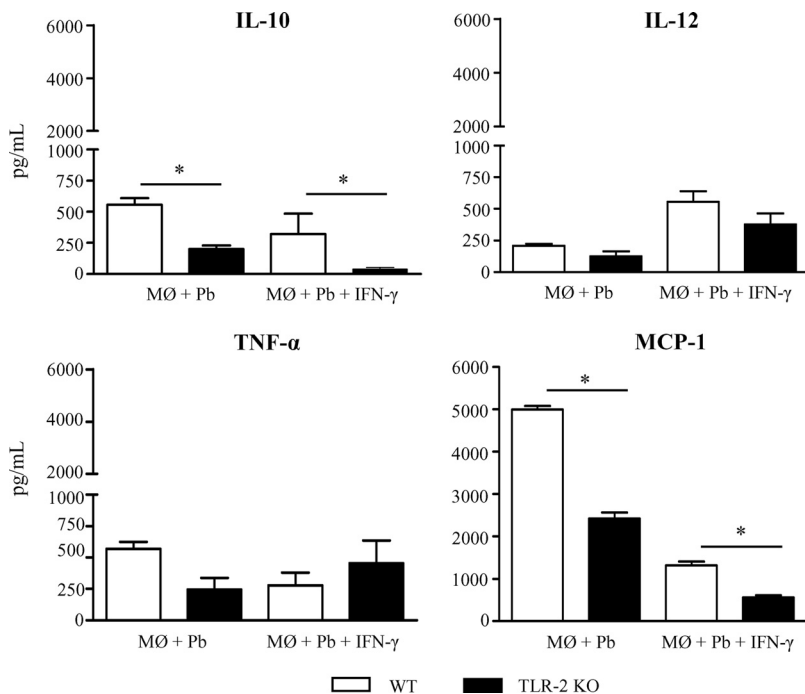 IL-10
6000
4000
2000
1000
750
500
250
0
pg/mL
*
*
MØ + Pb
MØ + Pb + IFN-γ
IL-12
6000
4000
2000
1000
750
500
250
0
MØ + Pb
MØ + Pb + IFN-γ
TNF-α
6000
4000
2000
1000
750
500
250
0
pg/mL
MØ + Pb
MØ + Pb + IFN-γ
MCP-1
6000
5000
4000
3000
2000
1000
0
*
*
MØ + Pb
MØ + Pb + IFN-γ
WT
TLR-2 KO